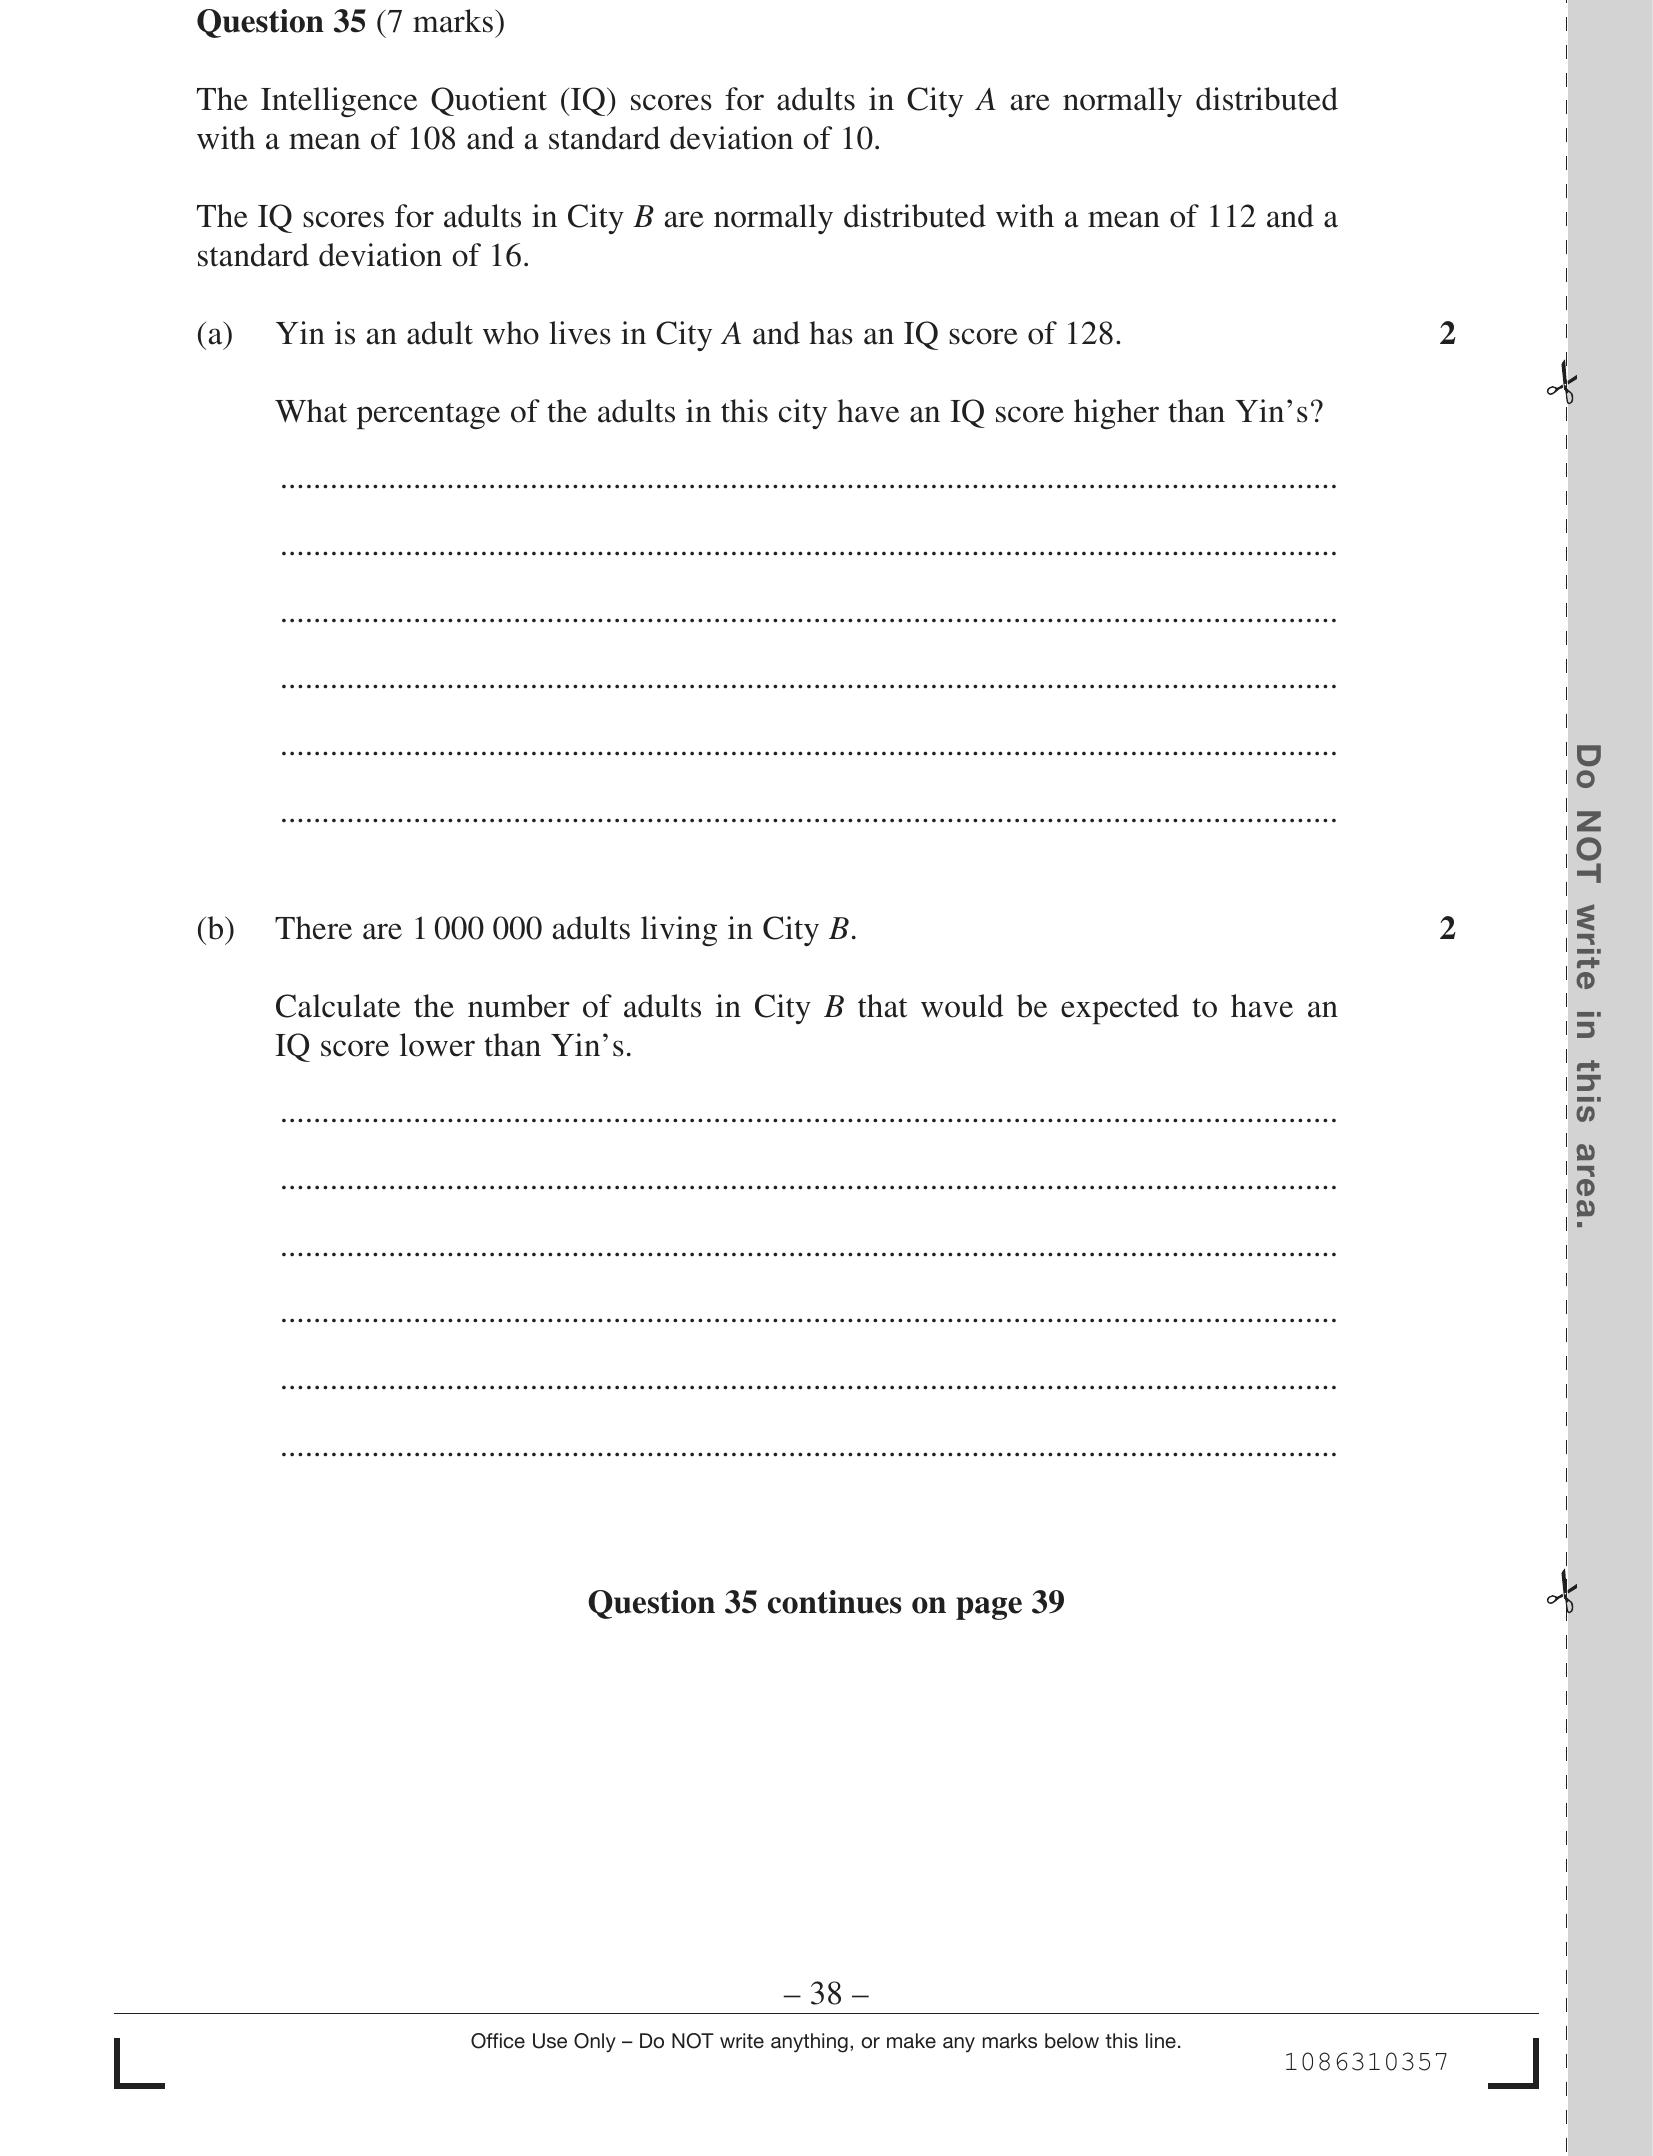 Question 35 (7 marks)
The Intelligence Quotient (IQ) scores for adults in City A are normally distributed
with a mean of 108 and a standard deviation of 10.
The IQ scores for adults in City B are normally distributed with a mean of 112 and a
standard deviation of 16.
(a) Yin is an adult who lives in City A and has an IQ score of 128. 2
What percentage of the adults in this city have an IQ score higher than Yin’s?
(b) There are 1 000 000 adults living in City B. 2
Calculate the number of adults in City B that would be expected to have an
IQ score lower than Yin’s.
Question 35 continues on page 39
– 38 –
Office Use Only – Do NOT write anything, or make any marks below this line.
1086310357
Do NOT write in this area.